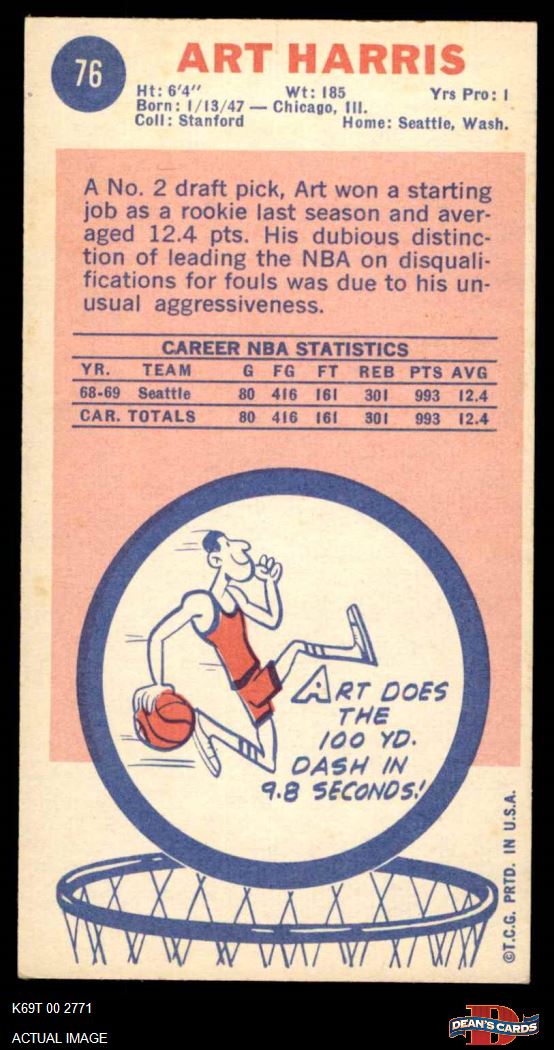 76
ART HARRIS
Ht: 6'4" Wt: 185 Yrs Pro: 1
Born: 1/13/47 — Chicago, Ill.
Coll: Stanford Home: Seattle, Wash.
A No. 2 draft pick, Art won a starting
job as a rookie last season and aver-
aged 12.4 pts. His dubious distinc-
tion of leading the NBA on disquali-
fications for fouls was due to his un-
usual aggressiveness.
CAREER NBA STATISTICS
YR. TEAM G FG FT REB PTS AVG
68-69 Seattle 80 416 161 301 993 12.4
CAR. TOTALS 80 416 161 301 993 12.4
ART DOES
THE
100 YD.
DASH IN
9.8 SECONDS!
©T.C.G. PRTD. IN U.S.A.
K69T 00 2771
ACTUAL IMAGE
D
DEAN'S CARDS